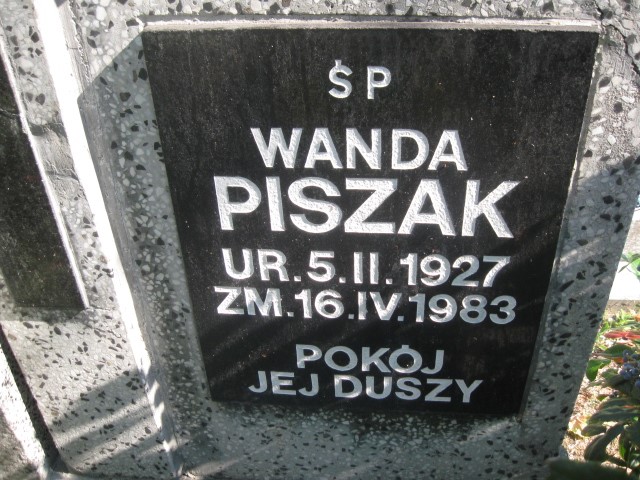 ŚP
WANDA
PISZAK
UR.5.II.1927
ZM.16.IV.1983
POKÓJ
JEJ DUSZY